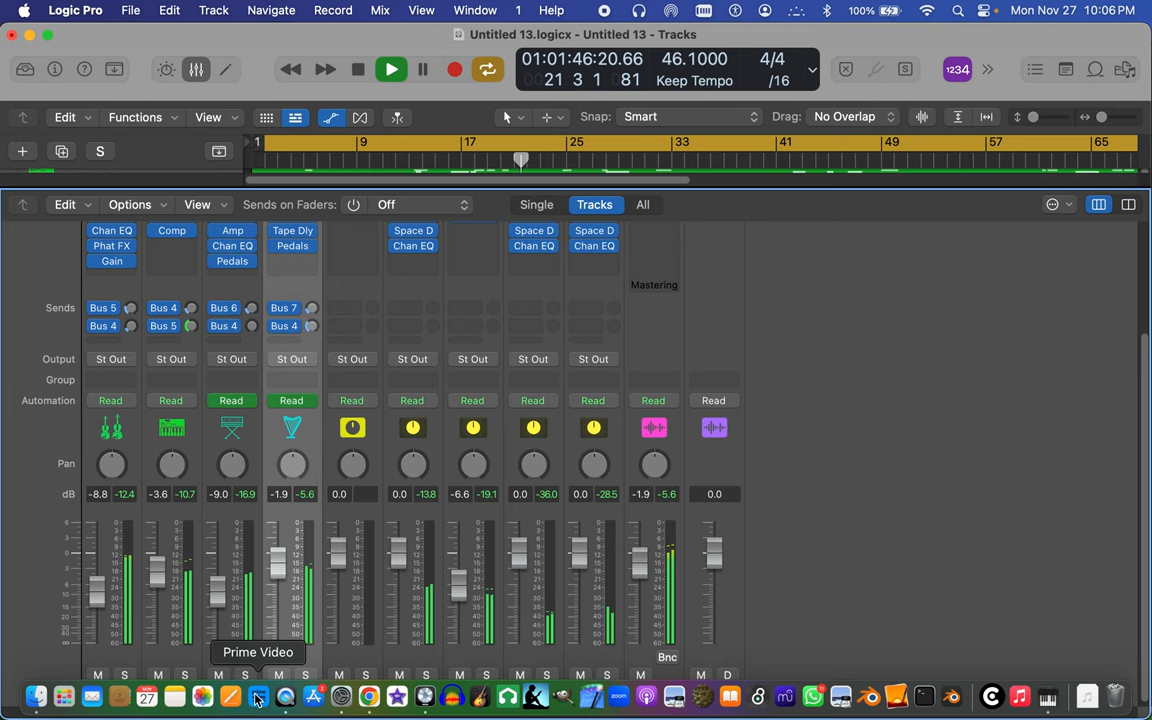 Logic Pro File Edit Track Navigate Record Mix View Window 1 Help 100% Mon Nov 27 10:06 PM
Untitled 13.logicx - Untitled 13 - Tracks
01:01:46:20.66 46.1000 4/4
0021 3 1 081 Keep Tempo /16
1234
Edit Functions View Snap: Smart Drag: No Overlap
S 1 9 17 25 33 41 49 57 65
Edit Options View Sends on Faders: Off Single Tracks All
Chan EQ Comp Amp Tape Dly Space D Space D Space D
Phat FX Chan EQ Pedals Chan EQ Chan EQ Chan EQ
Gain Pedals
Mastering
Sends Bus 5 Bus 4 Bus 6 Bus 7
Bus 4 Bus 5 Bus 4 Bus 4
Output St Out St Out St Out St Out St Out St Out St Out St Out St Out
Group
Automation Read Read Read Read Read Read Read Read Read Read Read
Pan
dB -8.8 -12.4 -3.6 -10.7 -9.0 -16.9 -1.9 -5.6 0.0 0.0 -13.8 -6.6 -19.1 0.0 -36.0 0.0 -28.5 -1.9 -5.6 0.0
Prime Video
Bnc
M S M S M S M S M S M S M S M S M S M M D
NOV
27
zoom